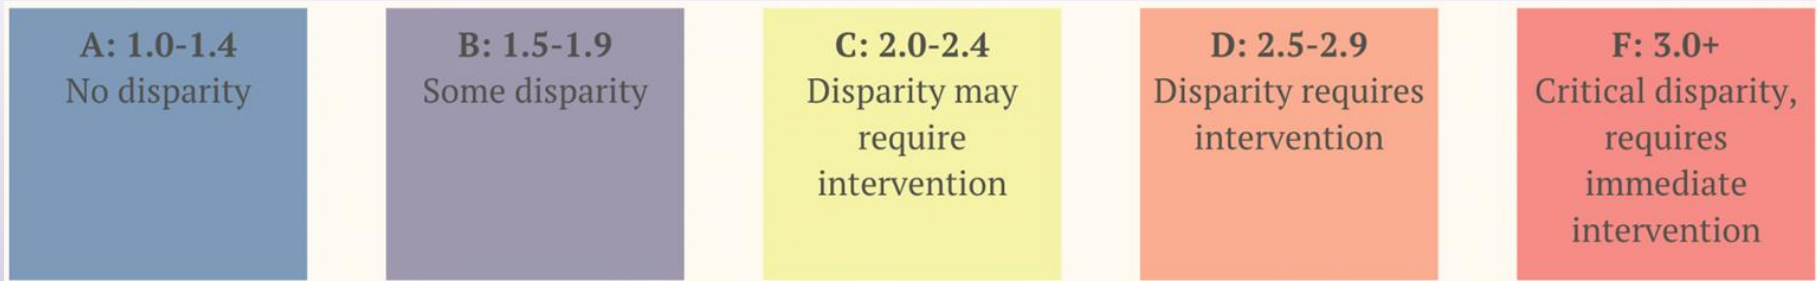 A: 1.0-1.4
No disparity
B: 1.5-1.9
Some disparity
C: 2.0-2.4
Disparity may
require
intervention
D: 2.5-2.9
Disparity requires
intervention
F: 3.0+
Critical disparity,
requires
immediate
intervention